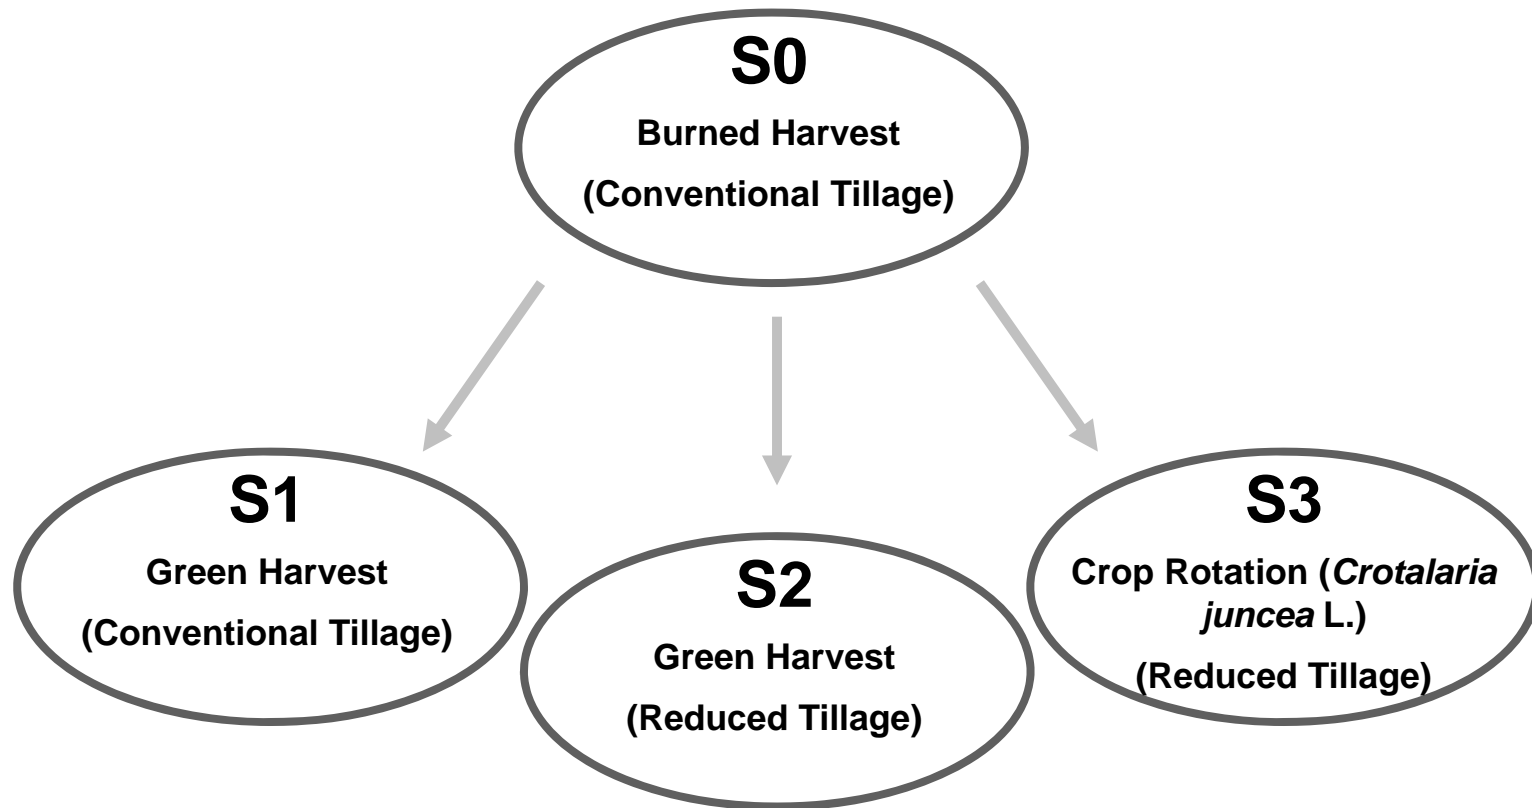 S0
Burned Harvest
(Conventional Tillage)
S1
Green Harvest
(Conventional Tillage)
S2
Green Harvest
(Reduced Tillage)
S3
Crop Rotation (Crotalaria
juncea L.)
(Reduced Tillage)